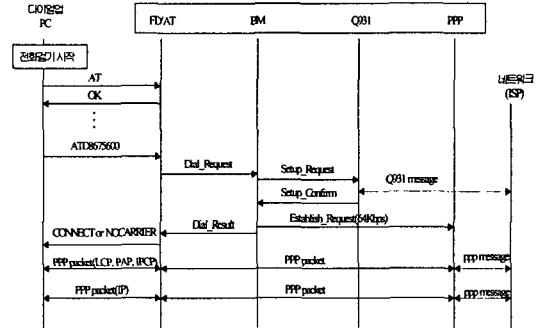 다이얼업
PC
FD/AT
BM
Q931
PPP
전화걸기 시작
네트워크
(ISP)
AT
OK
ATD8675600
Dial_Request
Setup_Request
Q931 message
Setup_Confirm
Establish_Request(64Kbps)
Dial_Result
CONNECT or NOCARRIER
PPP packet(LCP, PAP, IPCP)
PPP packet
ppp message
PPP packet(IP)
PPP packet
ppp message